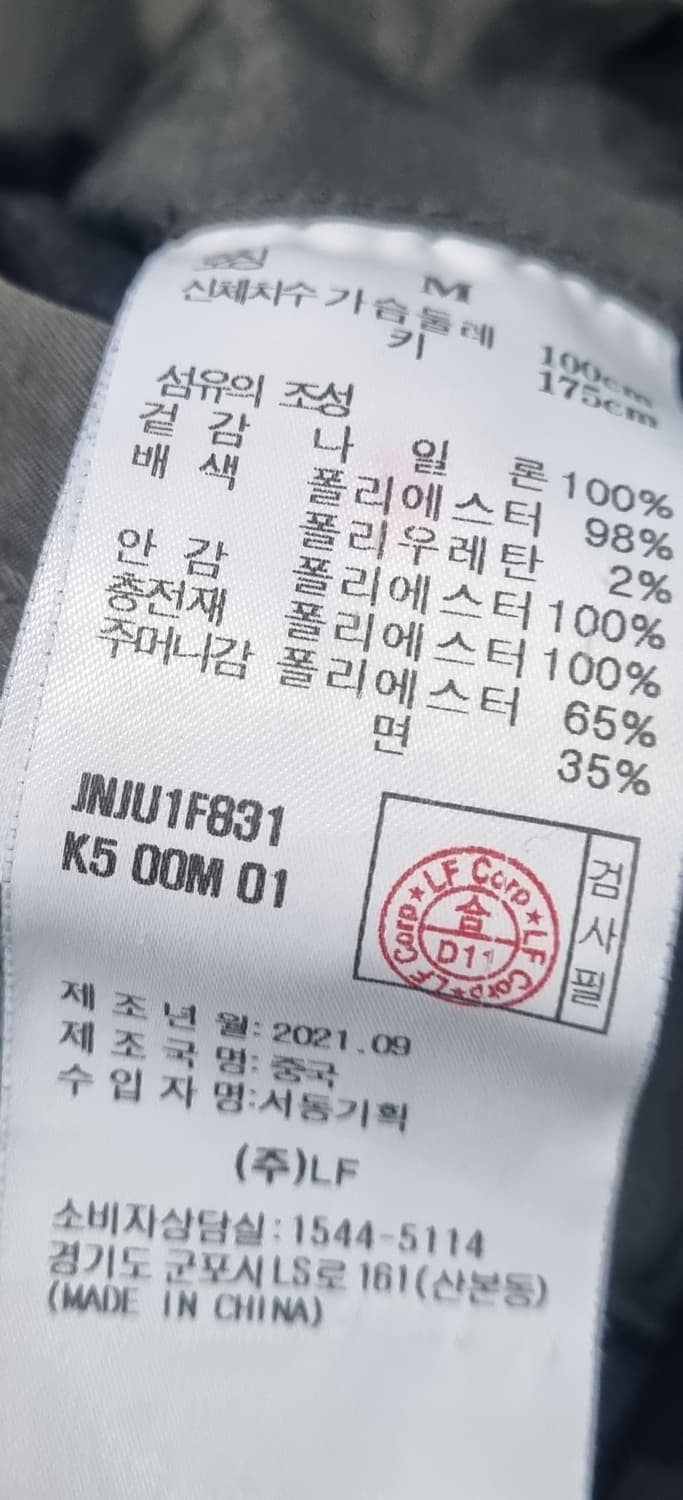 호칭 M
신체치수 가슴둘레 100cm
키 175cm
섬유의 조성
겉 감 나 일 론 100%
배 색 폴리에스터 98%
폴리우레탄 2%
안 감 폴리에스터 100%
충전재 폴리에스터 100%
주머니감 폴리에스터 65%
면 35%
JNJU1F831
K5 00M 01
LF Corp ★ LF Corp ★ LF Corp ★
D11
검사필
제 조 년 월: 2021.09
제 조 국 명: 중국
수 입 자 명:서동기획
(주)LF
소비자상담실:1544-5114
경기도 군포시 LS로 161(산본동)
(MADE IN CHINA)